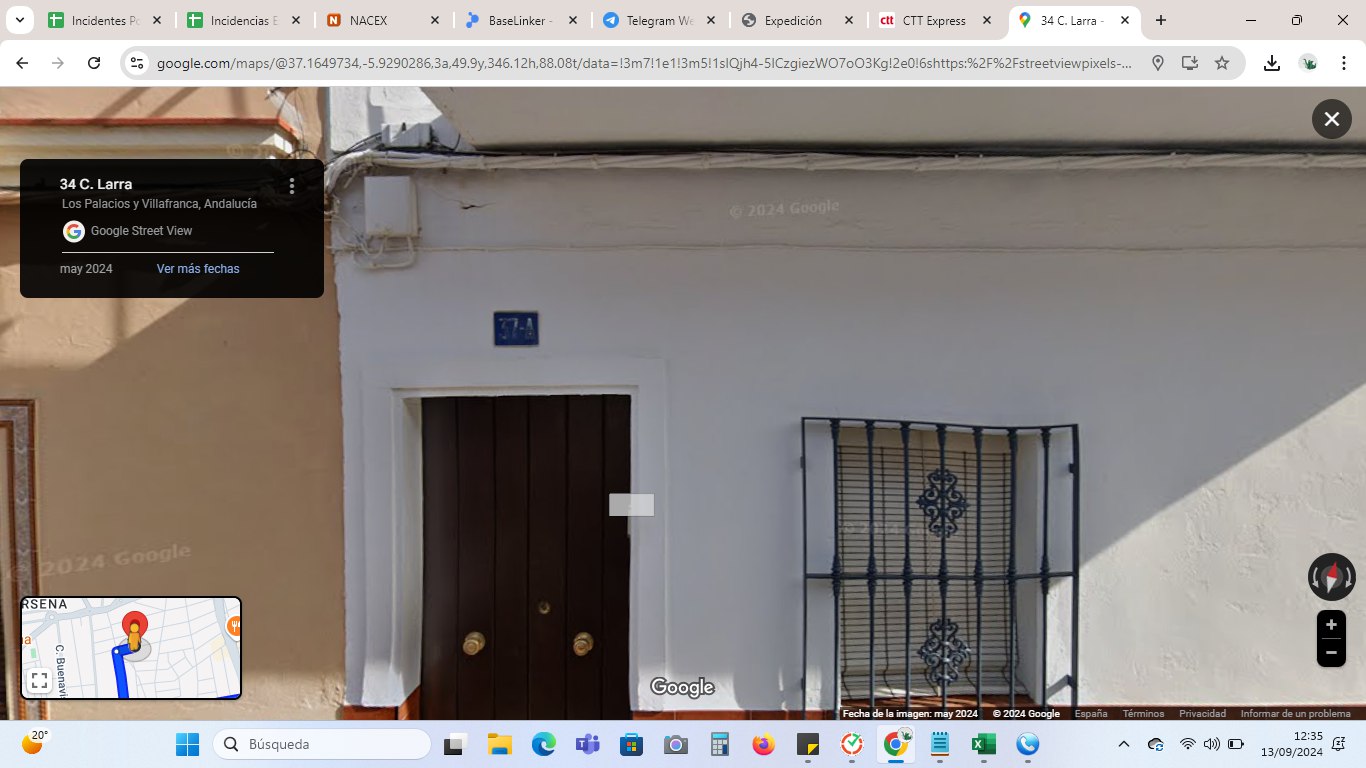 Incidentes Po
Incidencias E
NACEX
BaseLinker -
Telegram We
Expedición
ctt CTT Express
34 C. Larra -
google.com/maps/@37.1649734,-5.9290286,3a,49.9y,346.12h,88.08t/data=!3m7!1e1!3m5!1sIQjh4-5ICzgiezWO7oO3Kg!2e0!6shttps:%2F%2Fstreetviewpixels-...
34 C. Larra
Los Palacios y Villafranca, Andalucía
Google Street View
may 2024
Ver más fechas
© 2024 Google
37-A
© 2024 Google
© 2024 Google
RSENA
a
C. Buenavis
Google
Fecha de la imagen: may 2024
© 2024 Google
España
Términos
Privacidad
Informar de un problema
20°
Búsqueda
12:35
13/09/2024